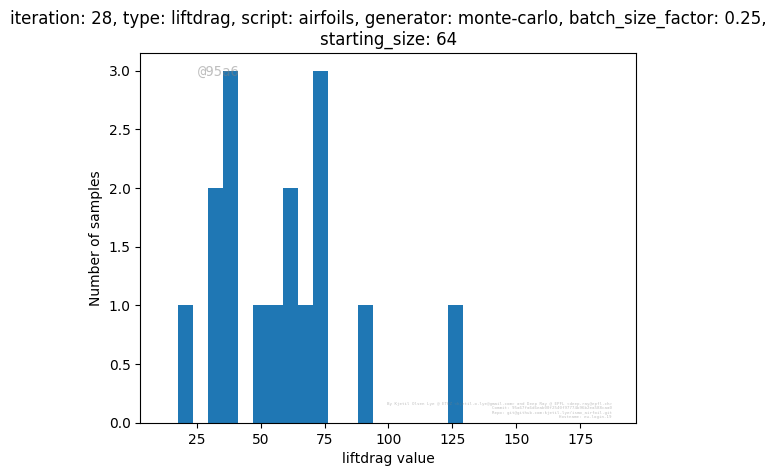 iteration: 28, type: liftdrag, script: airfoils, generator: monte-carlo, batch_size_factor: 0.25,
starting_size: 64
@95a6
3.0
2.5
2.0
1.5
1.0
0.5
0.0
Number of samples
25 50 75 100 125 150 175
liftdrag value